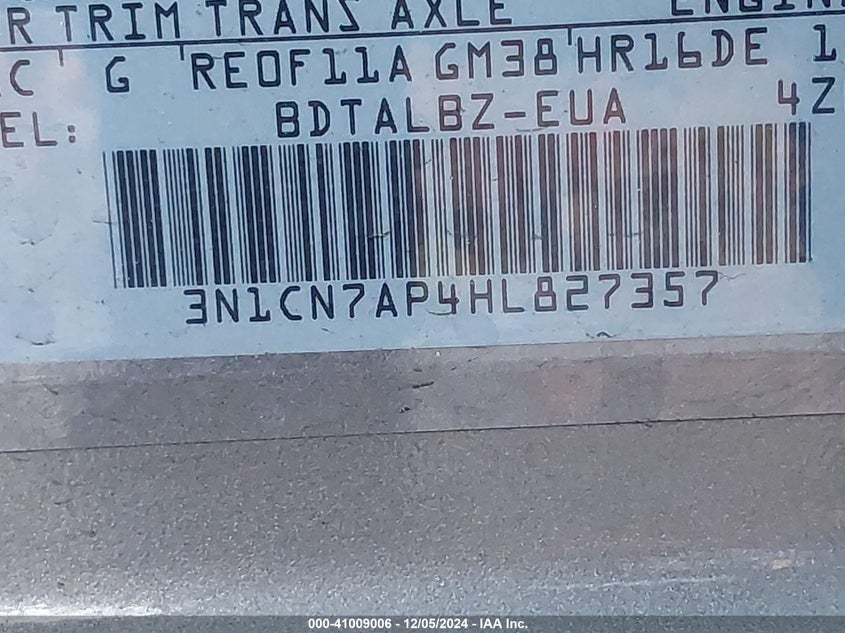 R TRIM TRANS AXLE ENGIN
C G RE0F11A GM38 HR16DE 1
EL: BDTALBZ-EUA 4Z
3N1CN7AP4HL827357
000-41009006 - 12/05/2024 - IAA Inc.